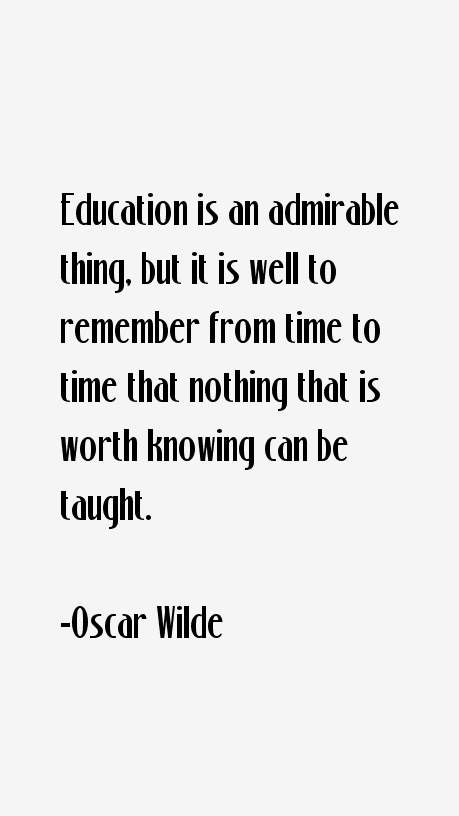 Education is an admirable
thing, but it is well to
remember from time to
time that nothing that is
worth knowing can be
taught.
-Oscar Wilde